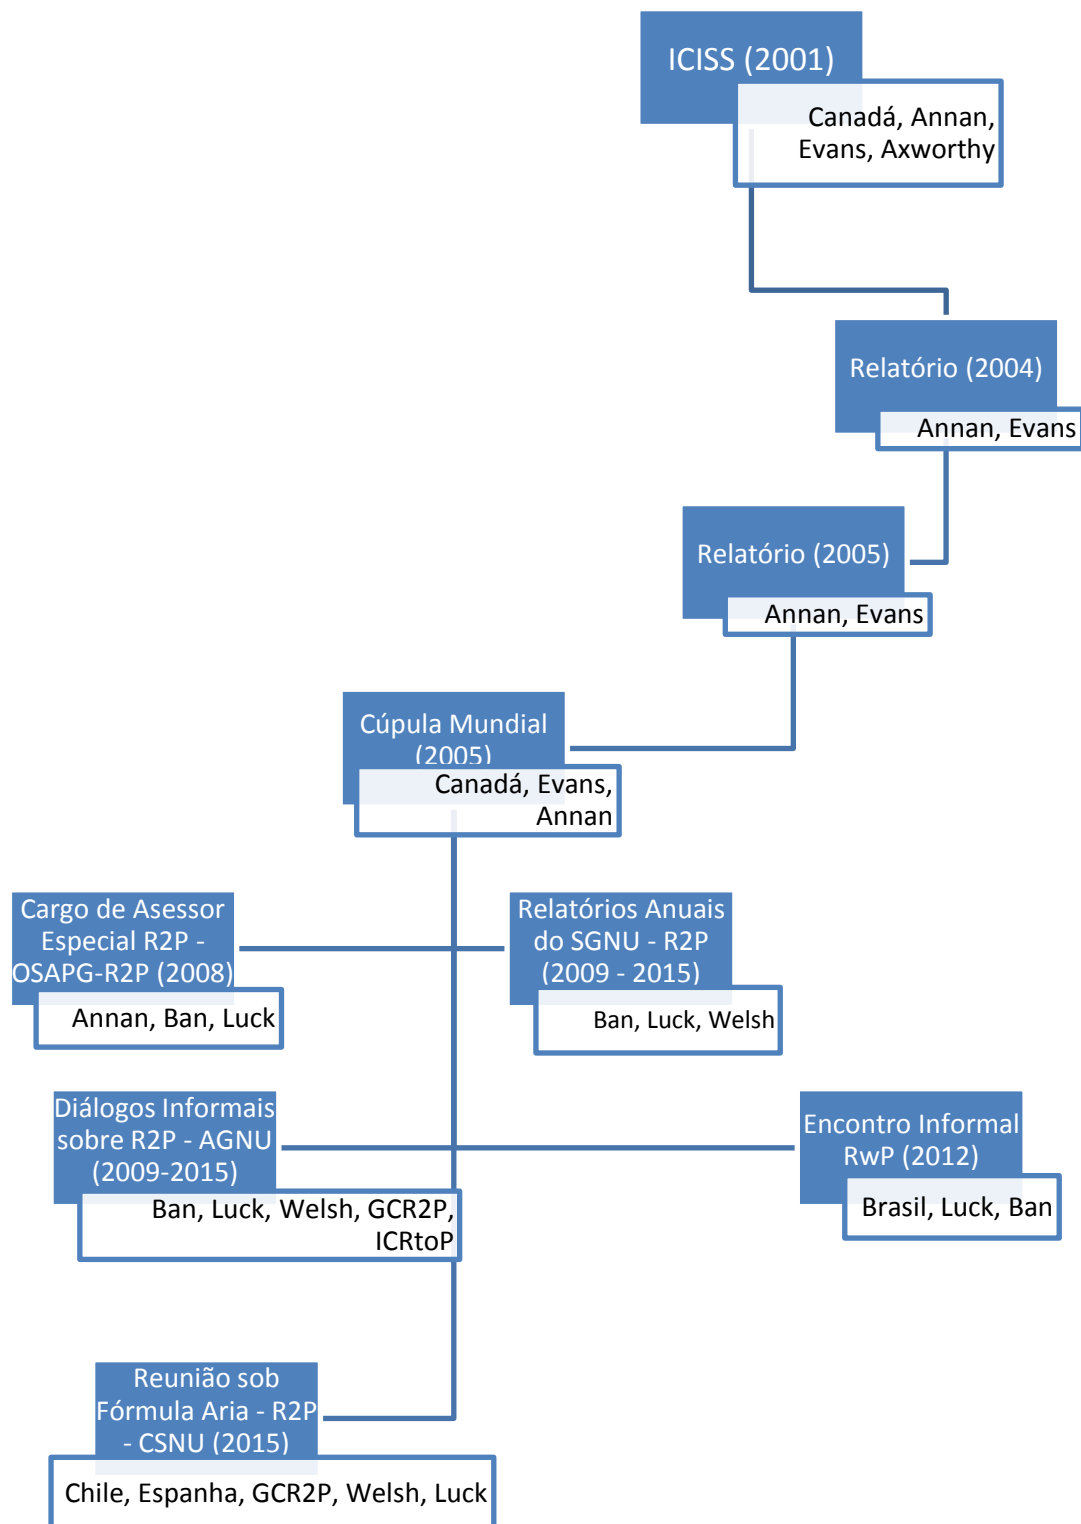 ICISS (2001)
Canadá, Annan,
Evans, Axworthy
Relatório (2004)
Annan, Evans
Relatório (2005)
Annan, Evans
Cúpula Mundial
(2005)
Canadá, Evans,
Annan
Cargo de Asessor
Especial R2P -
OSAPG-R2P (2008)
Annan, Ban, Luck
Relatórios Anuais
do SGNU - R2P
(2009 - 2015)
Ban, Luck, Welsh
Diálogos Informais
sobre R2P - AGNU
(2009-2015)
Ban, Luck, Welsh, GCR2P,
ICRtoP
Encontro Informal
RwP (2012)
Brasil, Luck, Ban
Reunião sob
Fórmula Aria - R2P
- CSNU (2015)
Chile, Espanha, GCR2P, Welsh, Luck